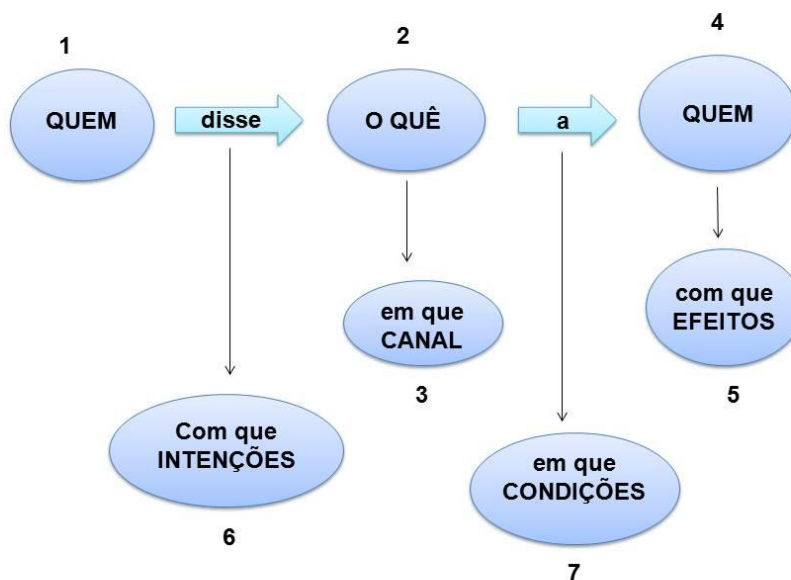 1
2
4
QUEM
disse
O QUÊ
a
QUEM
em que
CANAL
3
com que
EFEITOS
5
Com que
INTENÇÕES
6
em que
CONDIÇÕES
7